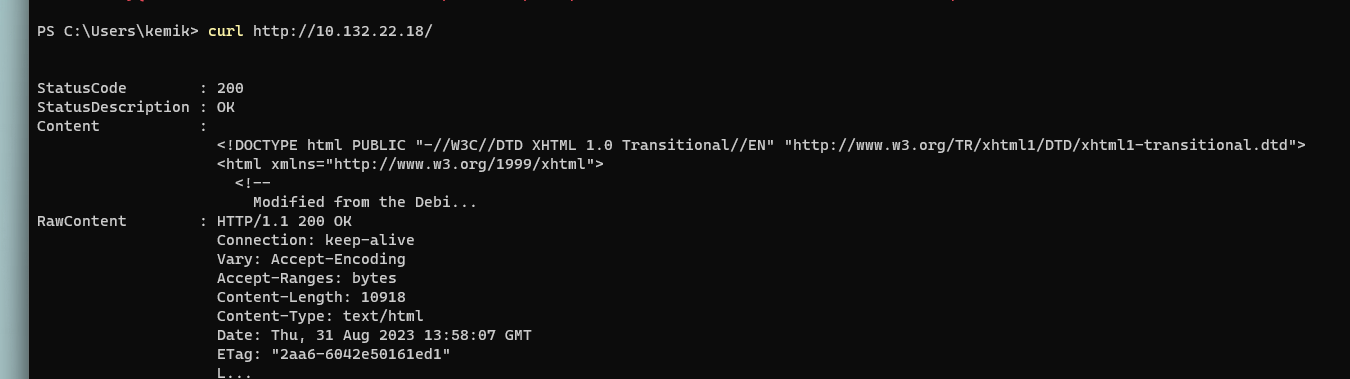 PS C:\Users\kemik> curl http://10.132.22.18/
StatusCode : 200
StatusDescription : OK
Content :
<!DOCTYPE html PUBLIC "-//W3C//DTD XHTML 1.0 Transitional//EN" "http://www.w3.org/TR/xhtml1/DTD/xhtml1-transitional.dtd">
<html xmlns="http://www.w3.org/1999/xhtml">
<!--
Modified from the Debi...
RawContent : HTTP/1.1 200 OK
Connection: keep-alive
Vary: Accept-Encoding
Accept-Ranges: bytes
Content-Length: 10918
Content-Type: text/html
Date: Thu, 31 Aug 2023 13:58:07 GMT
ETag: "2aa6-6042e50161ed1"
L...